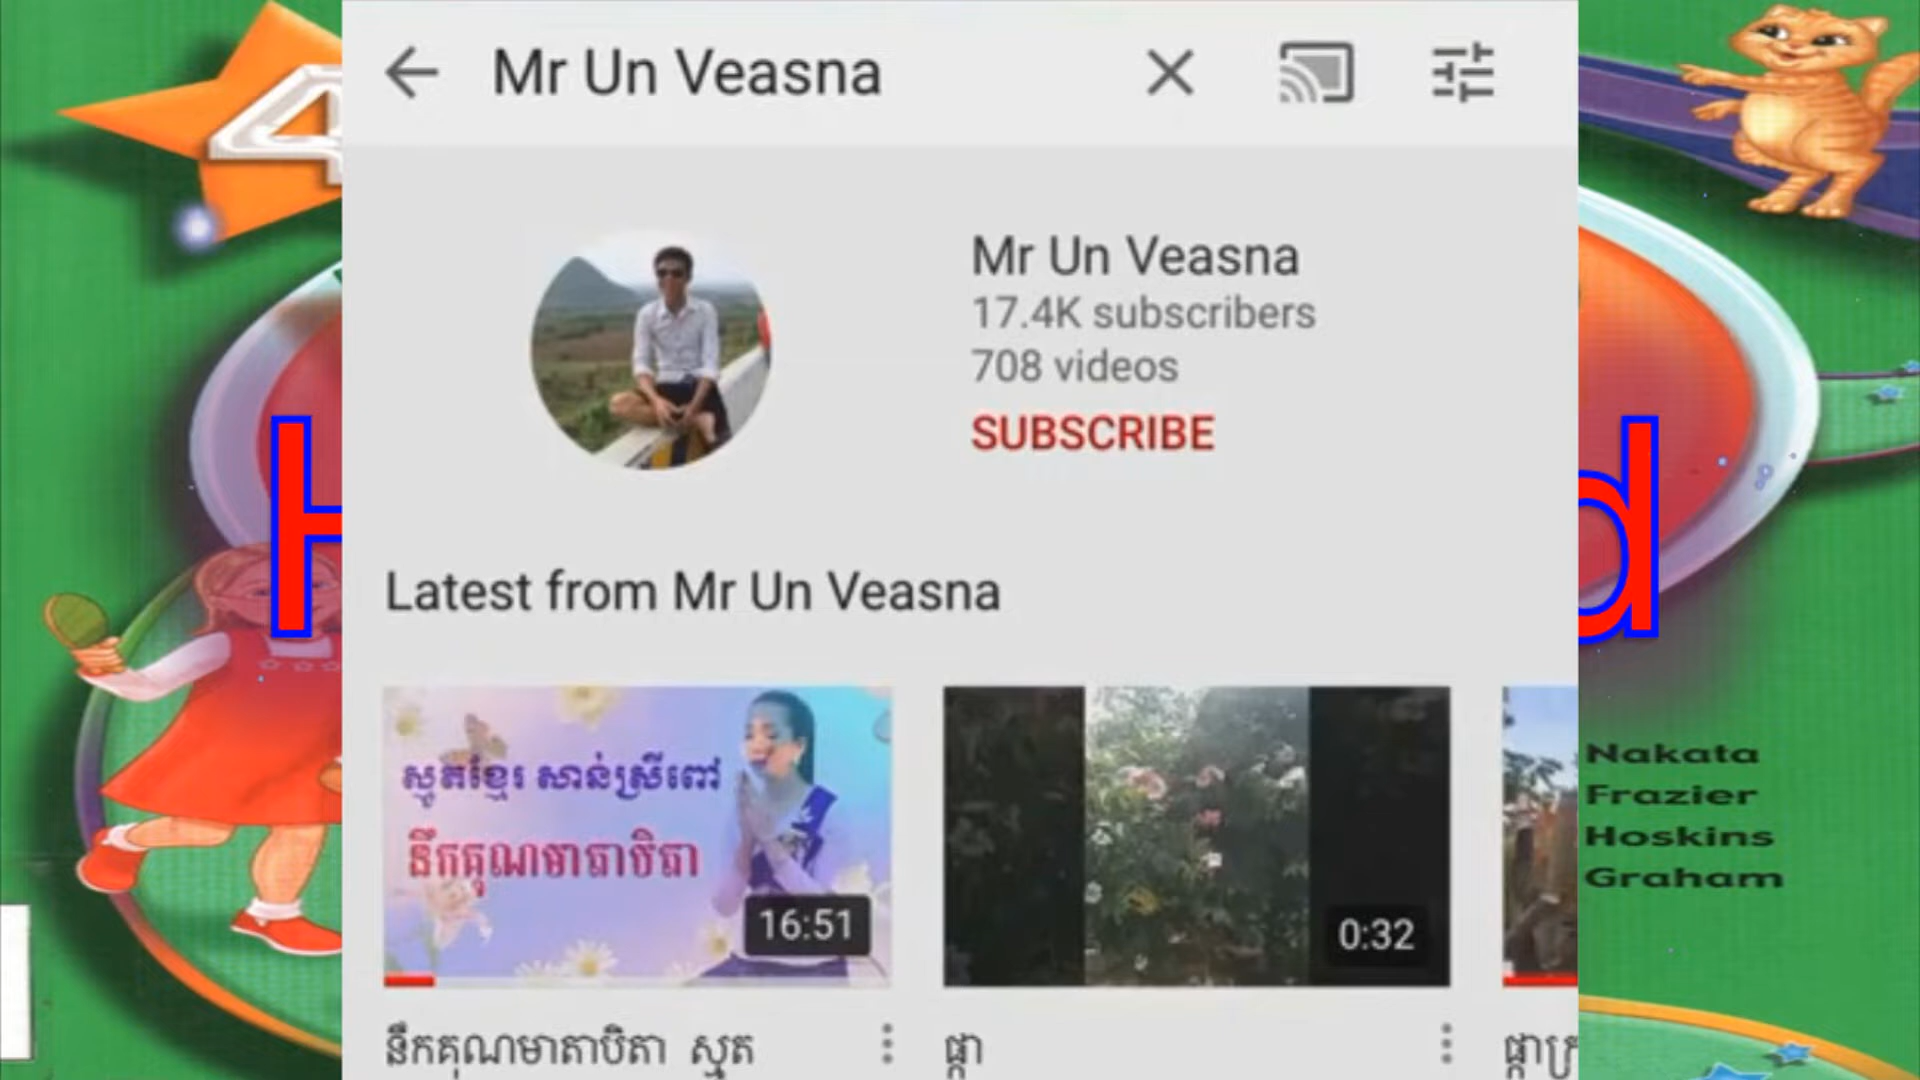 4
Mr Un Veasna
Mr Un Veasna
17.4K subscribers
708 videos
SUBSCRIBE
H
d
Latest from Mr Un Veasna
ស្មូតខ្មែរ សាន់ស្រីពៅ
នឹកគុណមាតាបិតា
16:51
0:32
Nakata
Frazier
Hoskins
Graham
នឹកគុណមាតាបិតា ស្មូត
ផ្កា